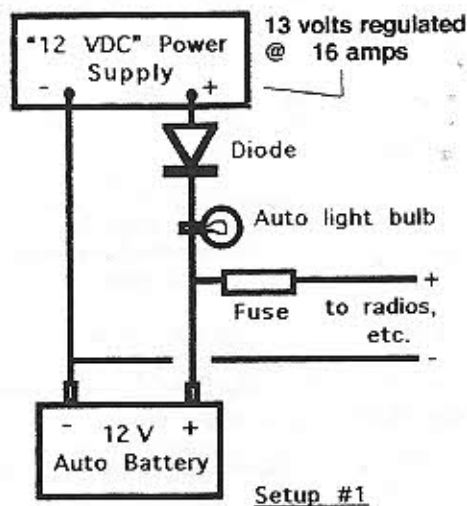 13 volts regulated
@ 16 amps
"12 VDC" Power
Supply
- +
Diode
Auto light bulb
+
Fuse
to radios,
etc.
-
- 12 V +
Auto Battery
Setup #1